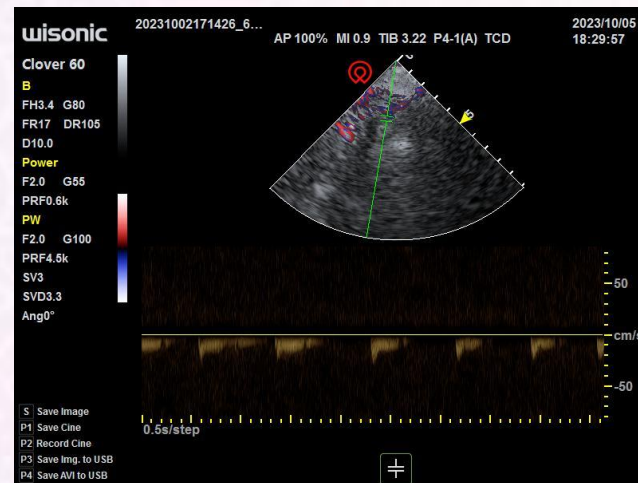 wisonic
20231002171426_6...
2023/10/05
AP 100% MI 0.9 TIB 3.22 P4-1(A) TCD
18:29:57
Clover 60
B
FH3.4 G80
FR17 DR105
D10.0
Power
F2.0 G55
PRF0.6k
PW
F2.0 G100
PRF4.5k
SV3
SVD3.3
Ang0°
5
50
cm/s
-50
0.5s/step
S Save Image
P1 Save Cine
P2 Record Cine
P3 Save Img. to USB
P4 Save AVI to USB